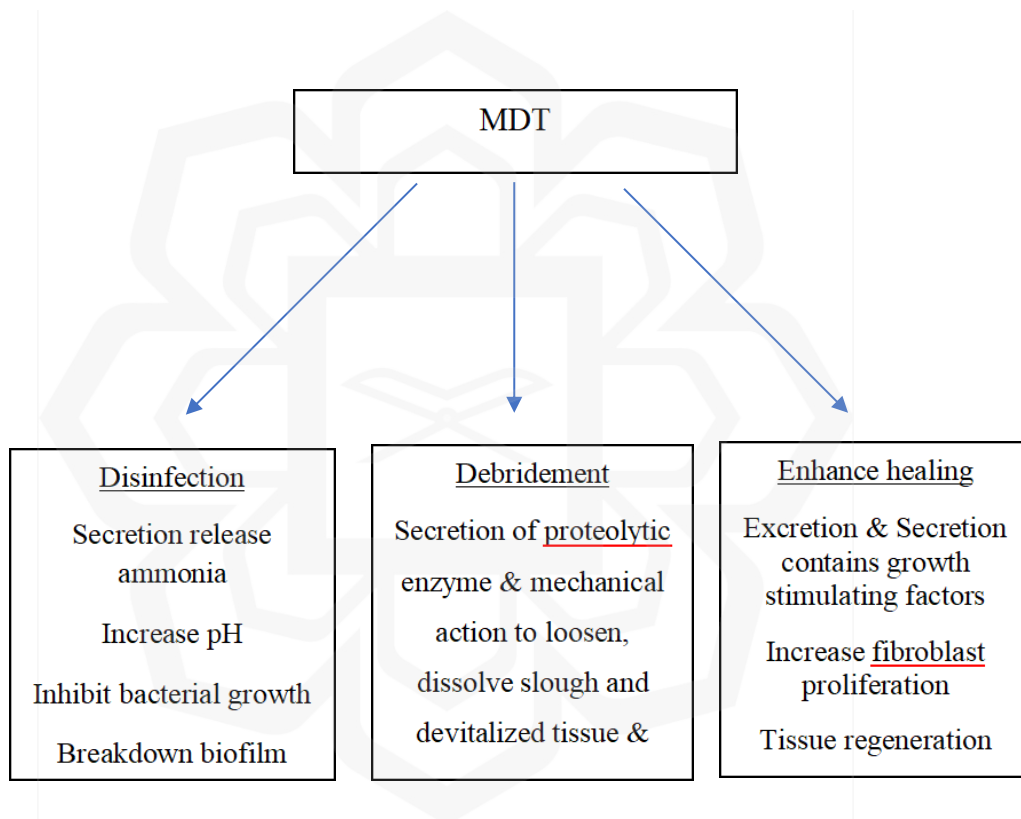 MDT
Disinfection
Secretion release
ammonia
Increase pH
Inhibit bacterial growth
Breakdown biofilm
Debridement
Secretion of proteolytic
enzyme & mechanical
action to loosen,
dissolve slough and
devitalized tissue &
Enhance healing
Excretion & Secretion
contains growth
stimulating factors
Increase fibroblast
proliferation
Tissue regeneration